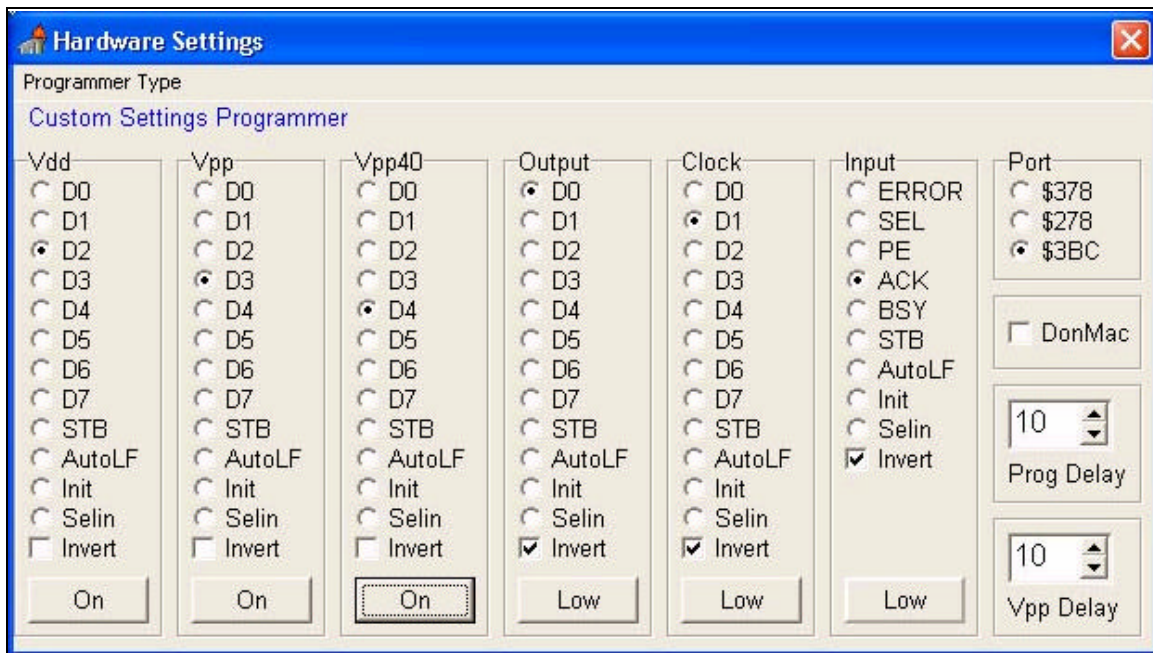 Hardware Settings
Programmer Type
Custom Settings Programmer
Vdd
D0
D1
D2
D3
D4
D5
D6
D7
STB
AutoLF
Init
Selin
Invert
On
Vpp
D0
D1
D2
D3
D4
D5
D6
D7
STB
AutoLF
Init
Selin
Invert
On
Vpp40
D0
D1
D2
D3
D4
D5
D6
D7
STB
AutoLF
Init
Selin
Invert
On
Output
D0
D1
D2
D3
D4
D5
D6
D7
STB
AutoLF
Init
Selin
Invert
Low
Clock
D0
D1
D2
D3
D4
D5
D6
D7
STB
AutoLF
Init
Selin
Invert
Low
Input
ERROR
SEL
PE
ACK
BSY
STB
AutoLF
Init
Selin
Invert
Low
Port
$378
$278
$3BC
DonMac
10
Prog Delay
10
Vpp Delay